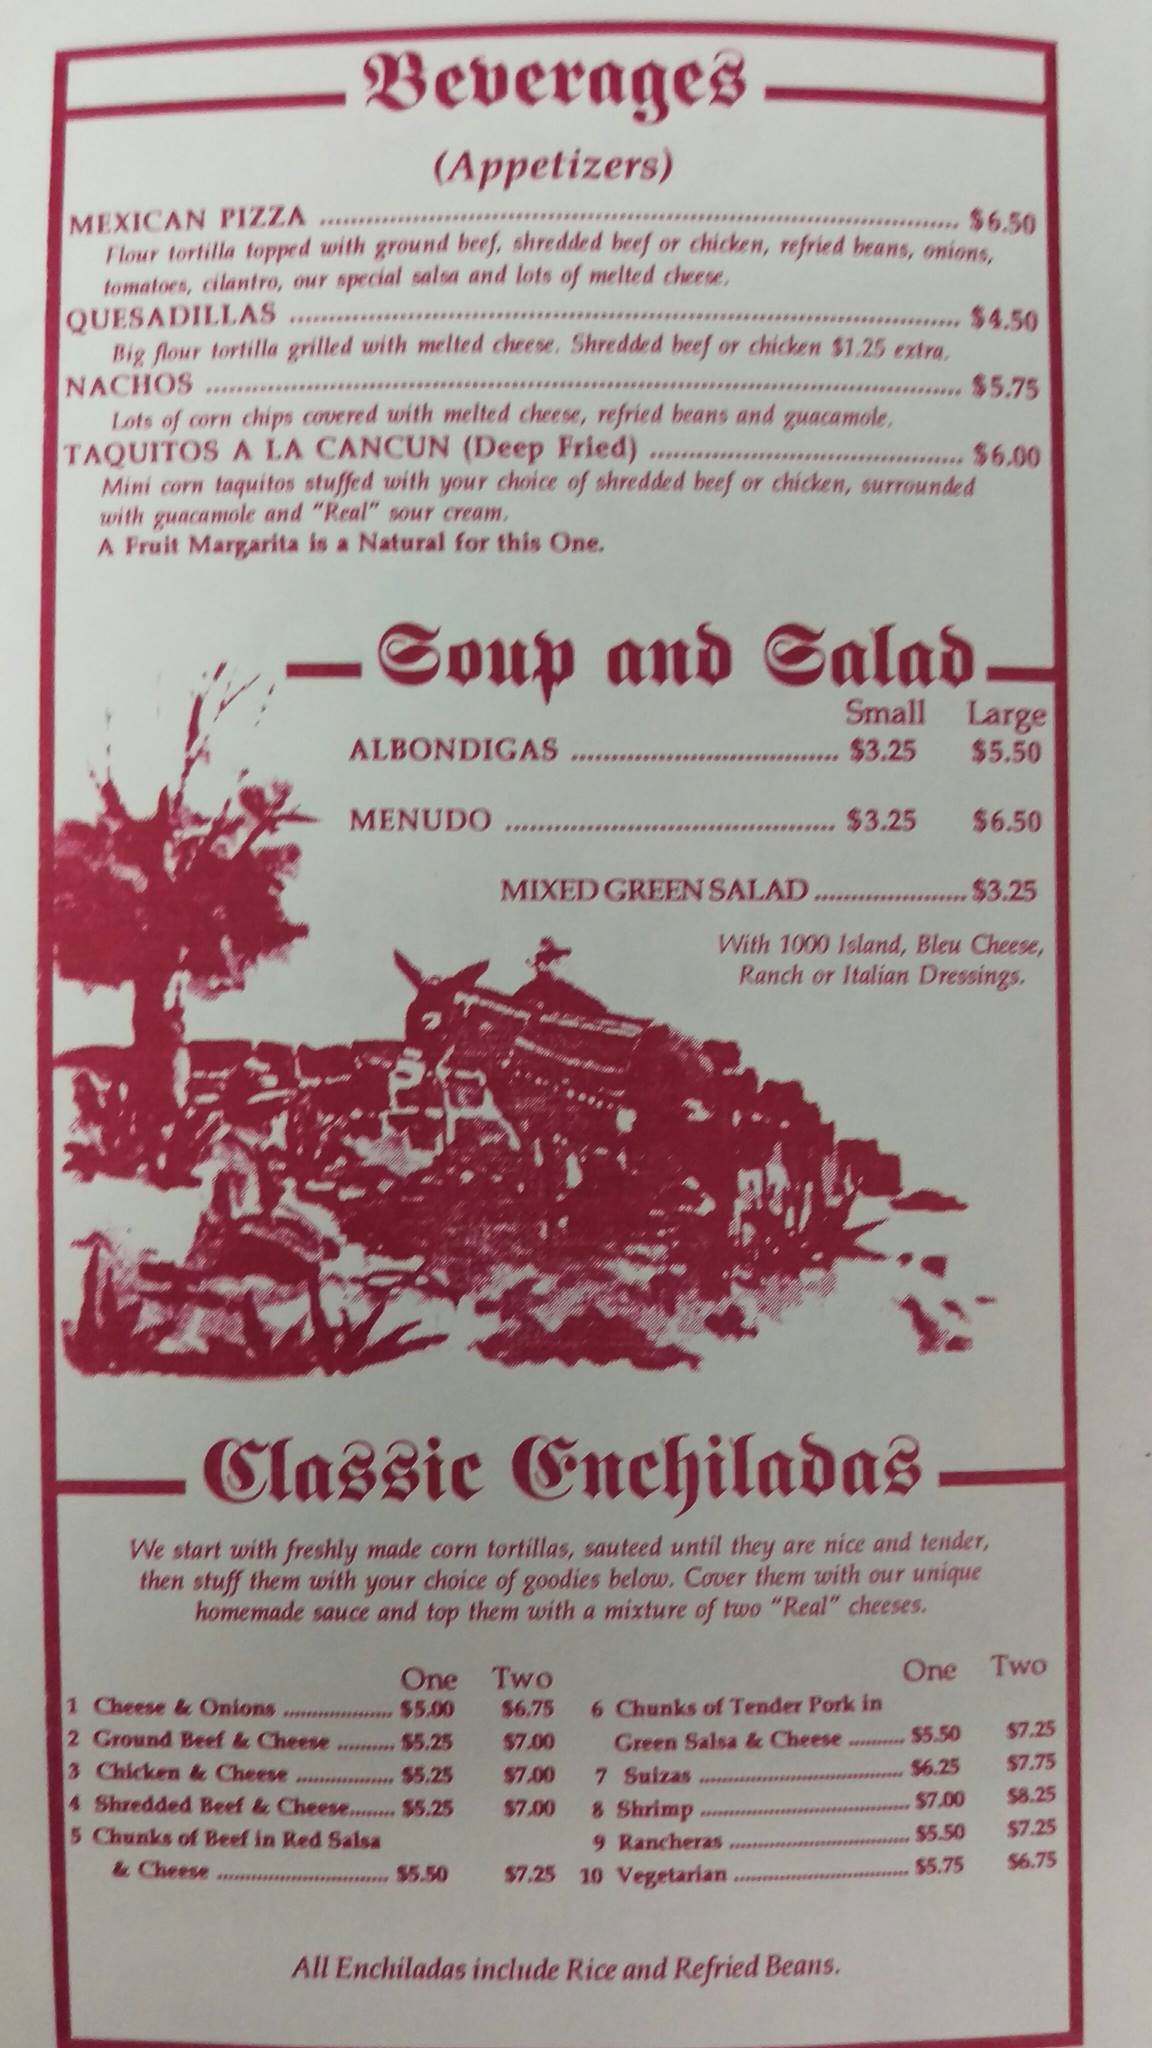 Beverages
(Appetizers)
MEXICAN PIZZA ........ $6.50
Flour tortilla topped with ground beef, shredded beef or chicken, refried beans, onions,
tomatoes, cilantro, our special salsa and lots of melted cheese.
QUESADILLAS ........ $4.50
Big flour tortilla grilled with melted cheese. Shredded beef or chicken $1.25 extra.
NACHOS ........ $5.75
Lots of corn chips covered with melted cheese, refried beans and guacamole.
TAQUITOS A LA CANCUN (Deep Fried) ........ $6.00
Mini corn taquitos stuffed with your choice of shredded beef or chicken, surrounded
with guacamole and "Real" sour cream.
A Fruit Margarita is a Natural for this One.
Soup and Salad
Small Large
ALBONDIGAS ........ $3.25 $5.50
MENUDO ........ $3.25 $6.50
MIXED GREEN SALAD ........ $3.25
With 1000 Island, Bleu Cheese,
Ranch or Italian Dressings.
Classic Enchiladas
We start with freshly made corn tortillas, sauteed until they are nice and tender,
then stuff them with your choice of goodies below. Cover them with our unique
homemade sauce and top them with a mixture of two "Real" cheeses.
One Two
1 Cheese & Onions ........ $5.00 $6.75
2 Ground Beef & Cheese ........ $5.25 $7.00
3 Chicken & Cheese ........ $5.25 $7.00
4 Shredded Beef & Cheese........ $5.25 $7.00
5 Chunks of Beef in Red Salsa
& Cheese ........ $5.50 $7.25
One Two
6 Chunks of Tender Pork in
Green Salsa & Cheese ........ $5.50 $7.25
7 Suizas ........ $6.25 $7.75
8 Shrimp ........ $7.00 $8.25
9 Rancheras ........ $5.50 $7.25
10 Vegetarian ........ $5.75 $6.75
All Enchiladas include Rice and Refried Beans.